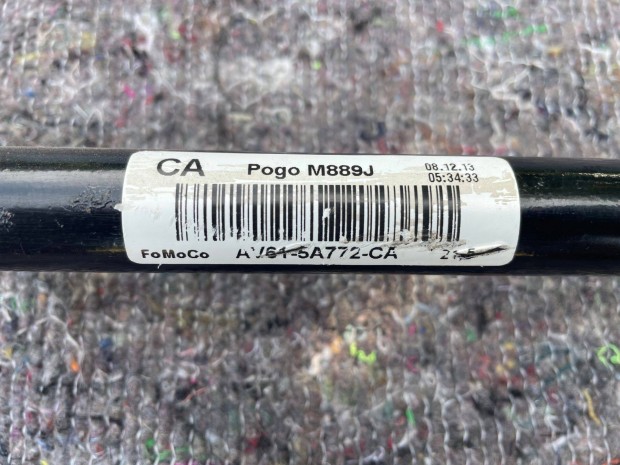 CA Pogo M889J 08.12.13
05:34:33
FoMoCo AV61-5A772-CA